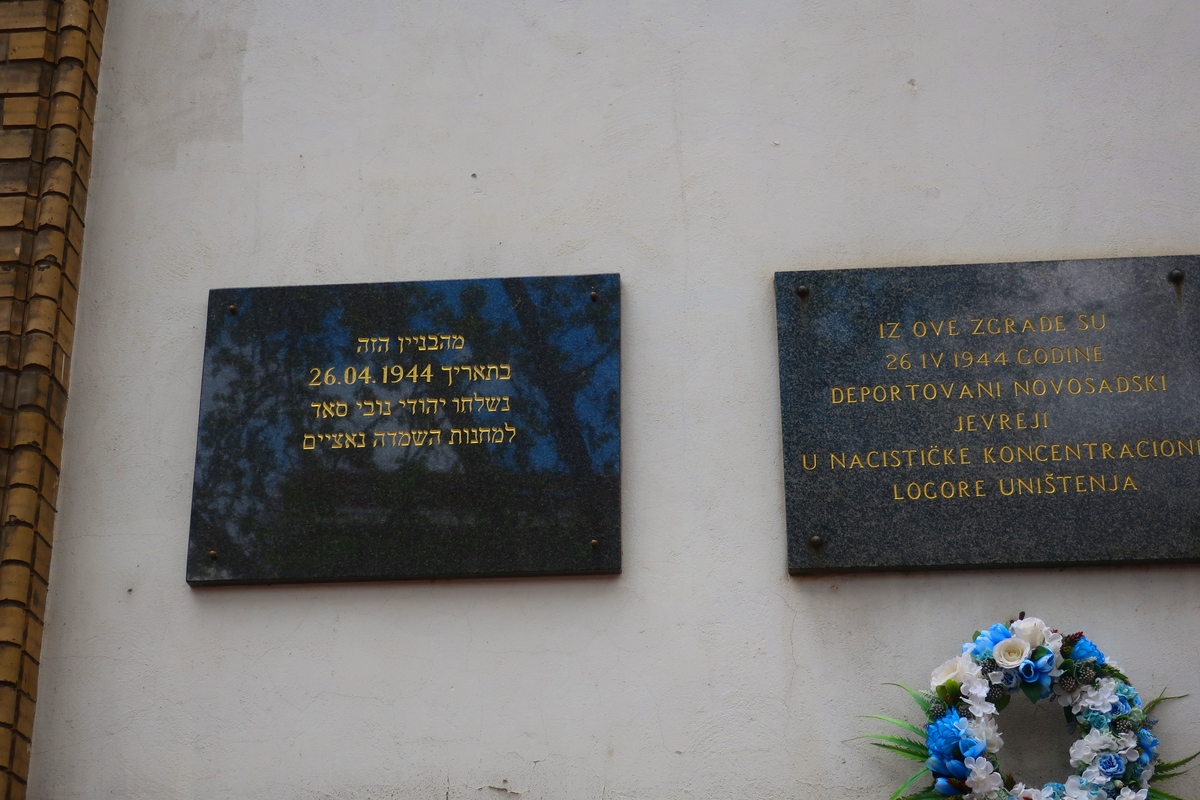 מהבניין הזה
בתאריך 26.04.1944
נשלחו יהודי נובי סאד
למחנות השמדה נאציים
IZ OVE ZGRADE SU
26 IV 1944 GODINE
DEPORTOVANI NOVOSADSKI
JEVREJI
U NACISTIČKE KONCENTRACION
LOGORE UNIŠTENJA